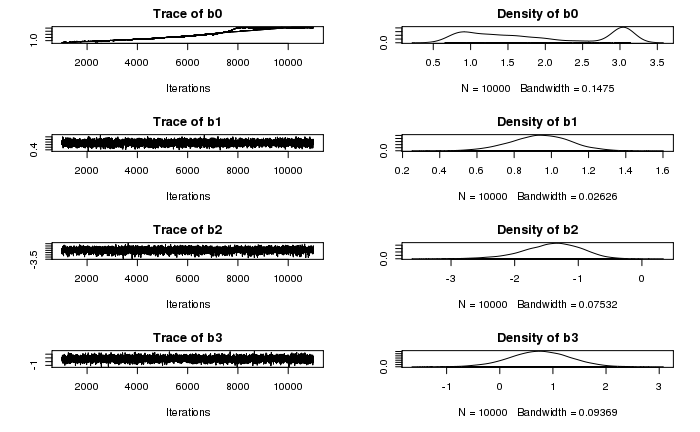 Trace of b0
1.0
2000 4000 6000 8000 10000
Iterations
Density of b0
0.0
0.5 1.0 1.5 2.0 2.5 3.0 3.5
N = 10000 Bandwidth = 0.1475
Trace of b1
0.4
2000 4000 6000 8000 10000
Iterations
Density of b1
0.0
0.2 0.4 0.6 0.8 1.0 1.2 1.4 1.6
N = 10000 Bandwidth = 0.02626
Trace of b2
-3.5
2000 4000 6000 8000 10000
Iterations
Density of b2
0.0
-3 -2 -1 0
N = 10000 Bandwidth = 0.07532
Trace of b3
-1
2000 4000 6000 8000 10000
Iterations
Density of b3
0.0
-1 0 1 2 3
N = 10000 Bandwidth = 0.09369